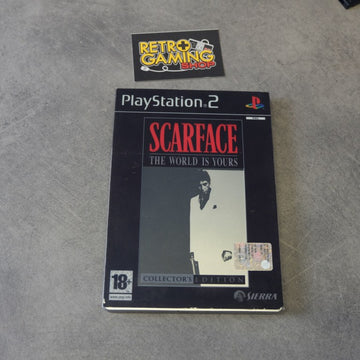 RETRO
GAMING
SHOP
PlayStation 2
SCARFACE
THE WORLD IS YOURS
COLLECTOR'S EDITION
18+
SIERRA